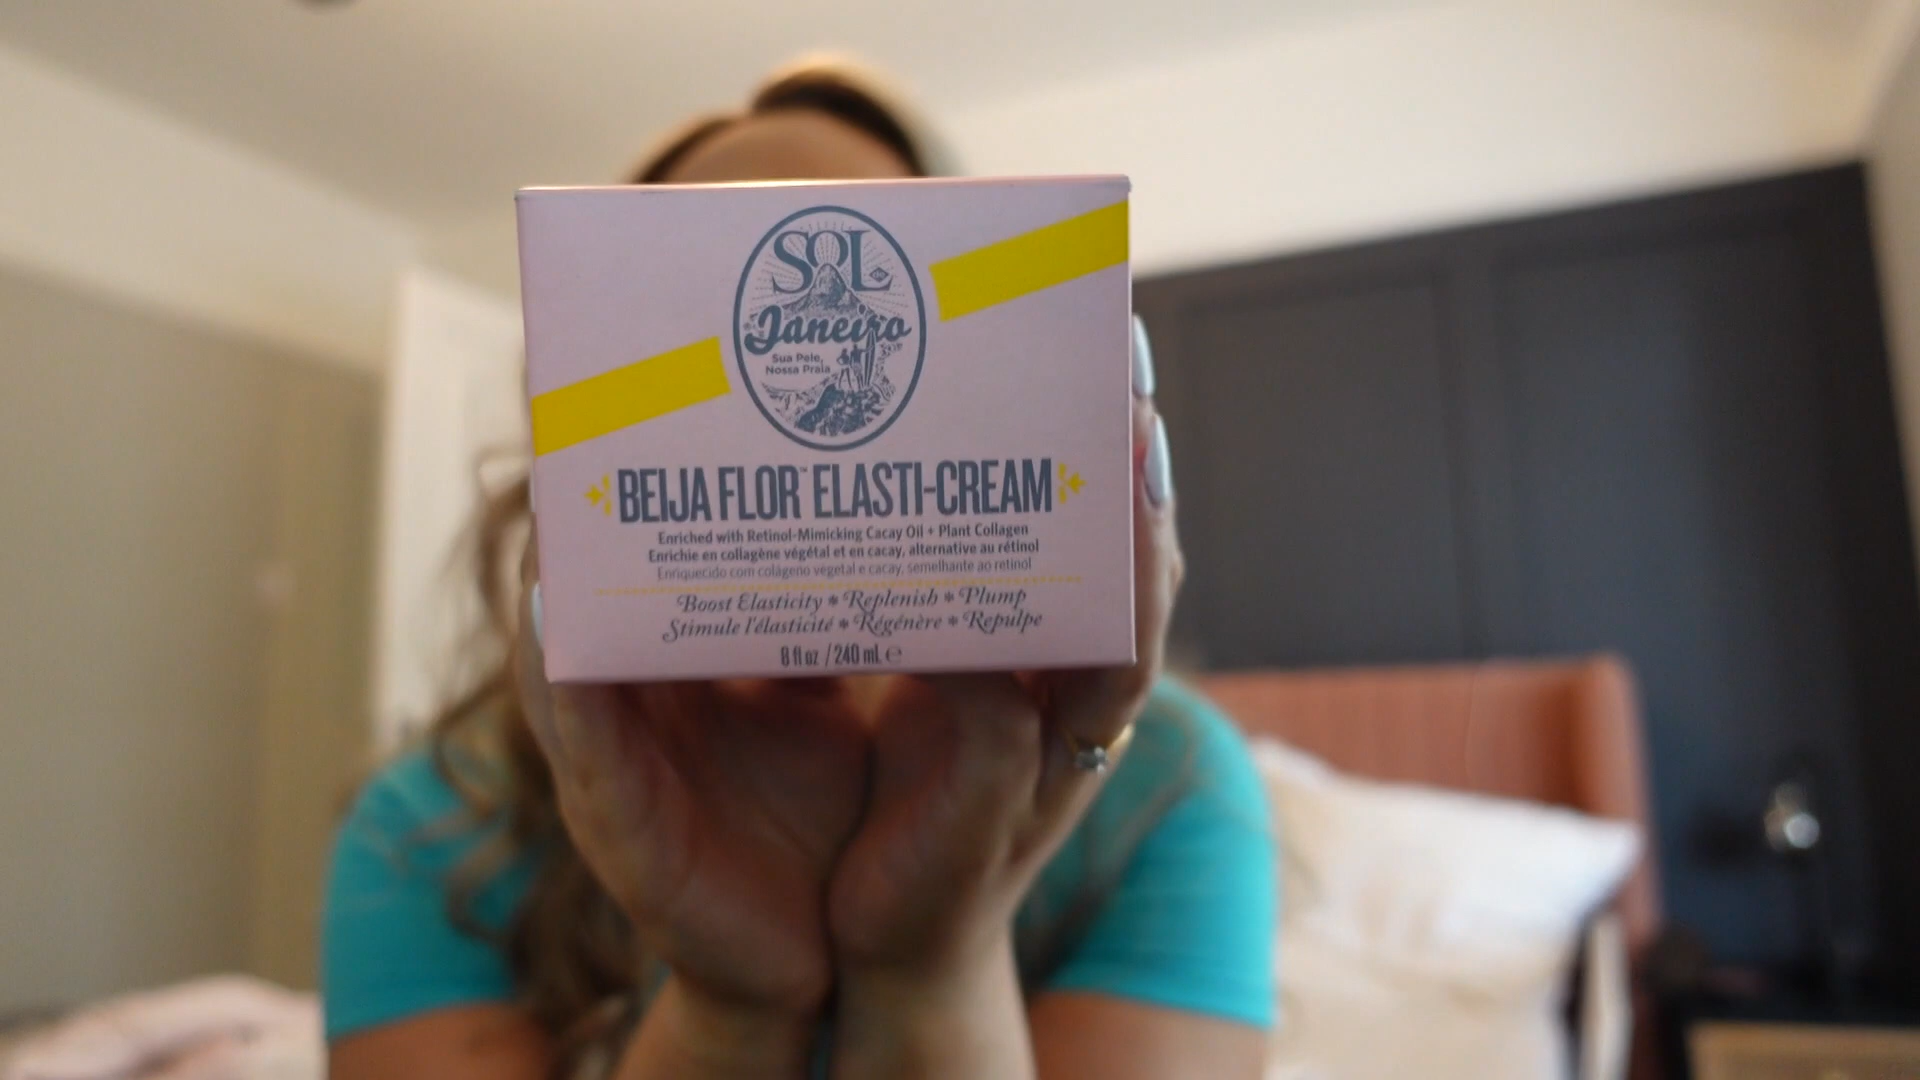 SOL DE
Janeiro
Sua Pele,
Nossa Praia
BEIJA FLOR™ ELASTI-CREAM
Enriched with Retinol-Mimicking Cacay Oil + Plant Collagen
Enrichie en collagène végétal et en cacay, alternative au rétinol
Enriquecido com colágeno vegetal e cacay, semelhante ao retinol
Boost Elasticity * Replenish * Plump
Stimule l'élasticité * Régénère * Repulpe
8 fl oz / 240 mL ℮